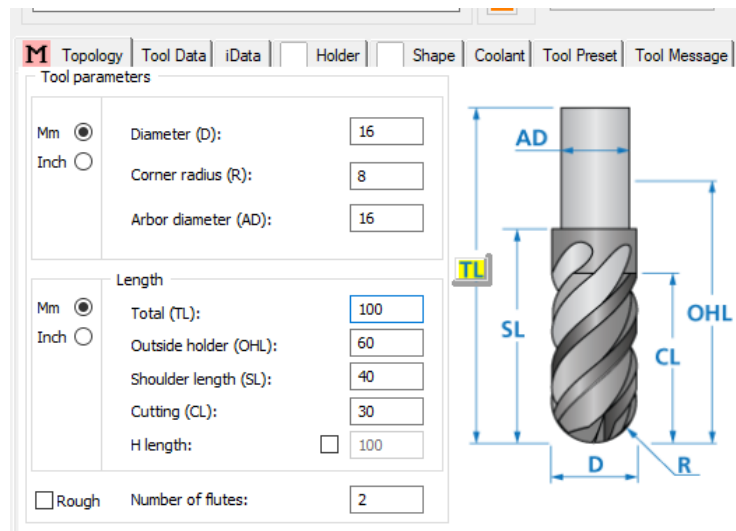 M Topology Tool Data iData Holder Shape Coolant Tool Preset Tool Message
Tool parameters
Mm
Inch
Diameter (D): 16
Corner radius (R): 8
Arbor diameter (AD): 16
Length
Mm
Inch
Total (TL): 100
Outside holder (OHL): 60
Shoulder length (SL): 40
Cutting (CL): 30
H length: 100
Rough Number of flutes: 2
AD
TL
OHL
SL
CL
D
R